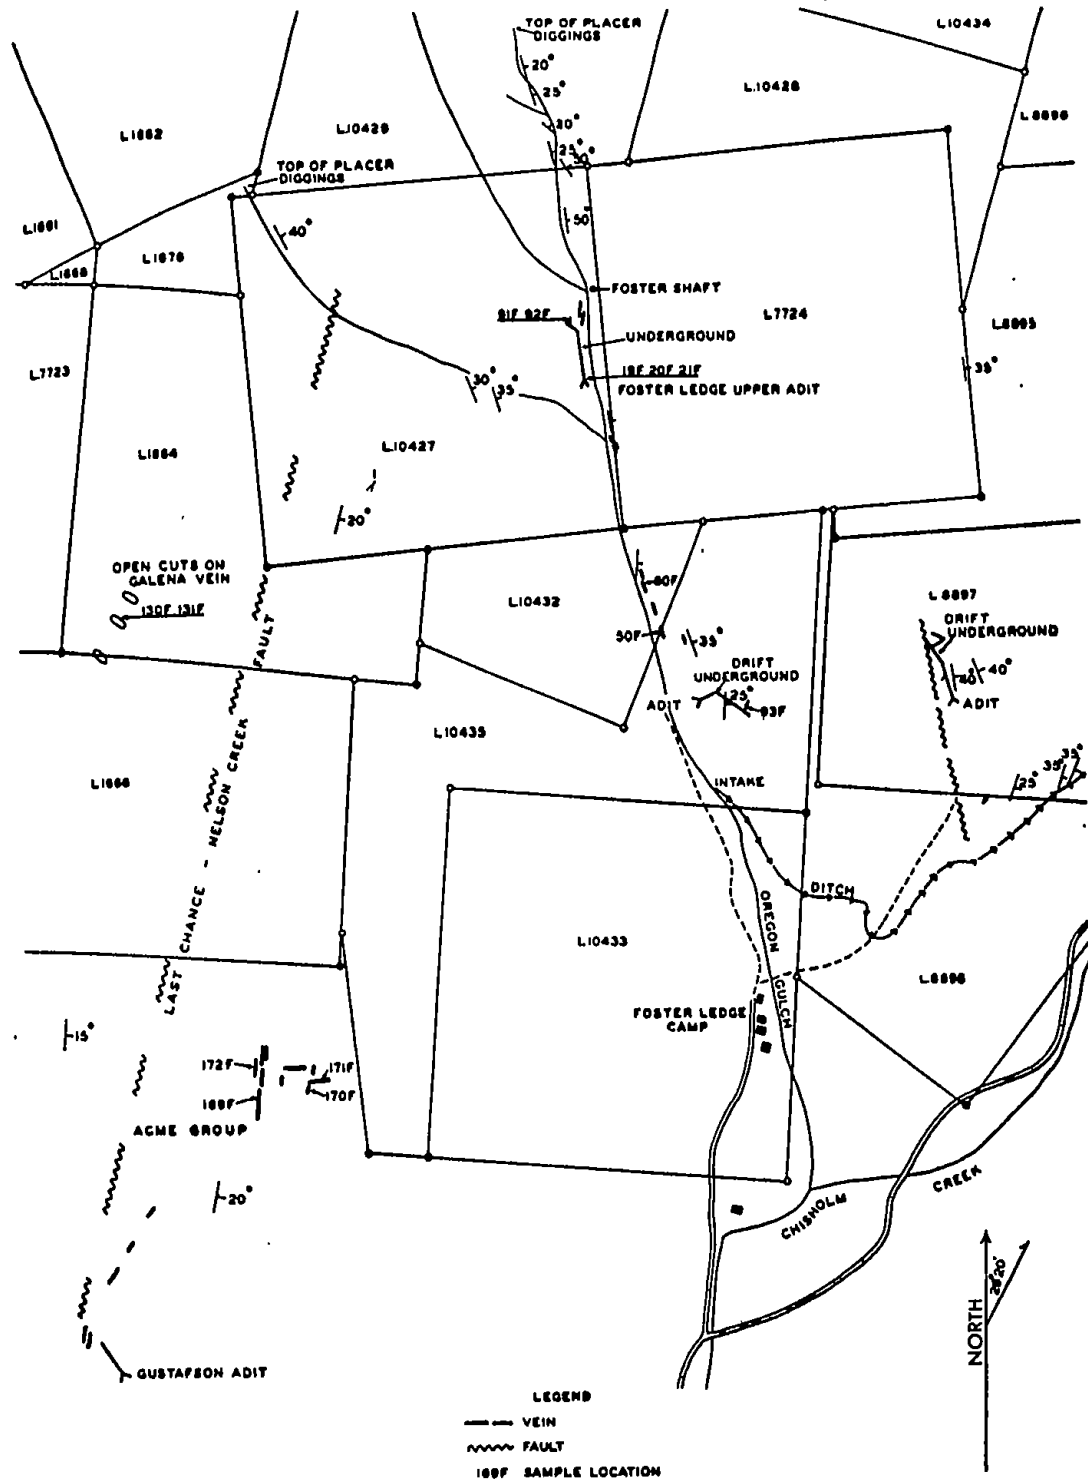 TOP OF PLACER
DIGGINGS
L10434
20°
25°
L10428
L1662
L10429
20°
25°
L8696
TOP OF PLACER
DIGGINGS
L1661
40°
50°
L1676
L1668
FOSTER SHAFT
91F 92F
L7724
L8695
UNDERGROUND
L7723
30°
35°
19F 20F 21F
FOSTER LEDGE UPPER ADIT
35°
L1664
L10427
20°
OPEN CUTS ON
GALENA VEIN
130F 131F
L10432
60F
L8897
DRIFT
UNDERGROUND
50F
35°
DRIFT
UNDERGROUND
40°
40°
ADIT
25°
93F
ADIT
L10435
L1666
INTAKE
35°
35°
25°
LAST CHANCE - NELSON CREEK FAULT
DITCH
OREGON GULCH
L10433
L8896
FOSTER LEDGE
CAMP
15°
172F
171F
170F
169F
ACME GROUP
20°
CHISHOLM CREEK
NORTH
GUSTAFSON ADIT
LEGEND
VEIN
FAULT
169F SAMPLE LOCATION